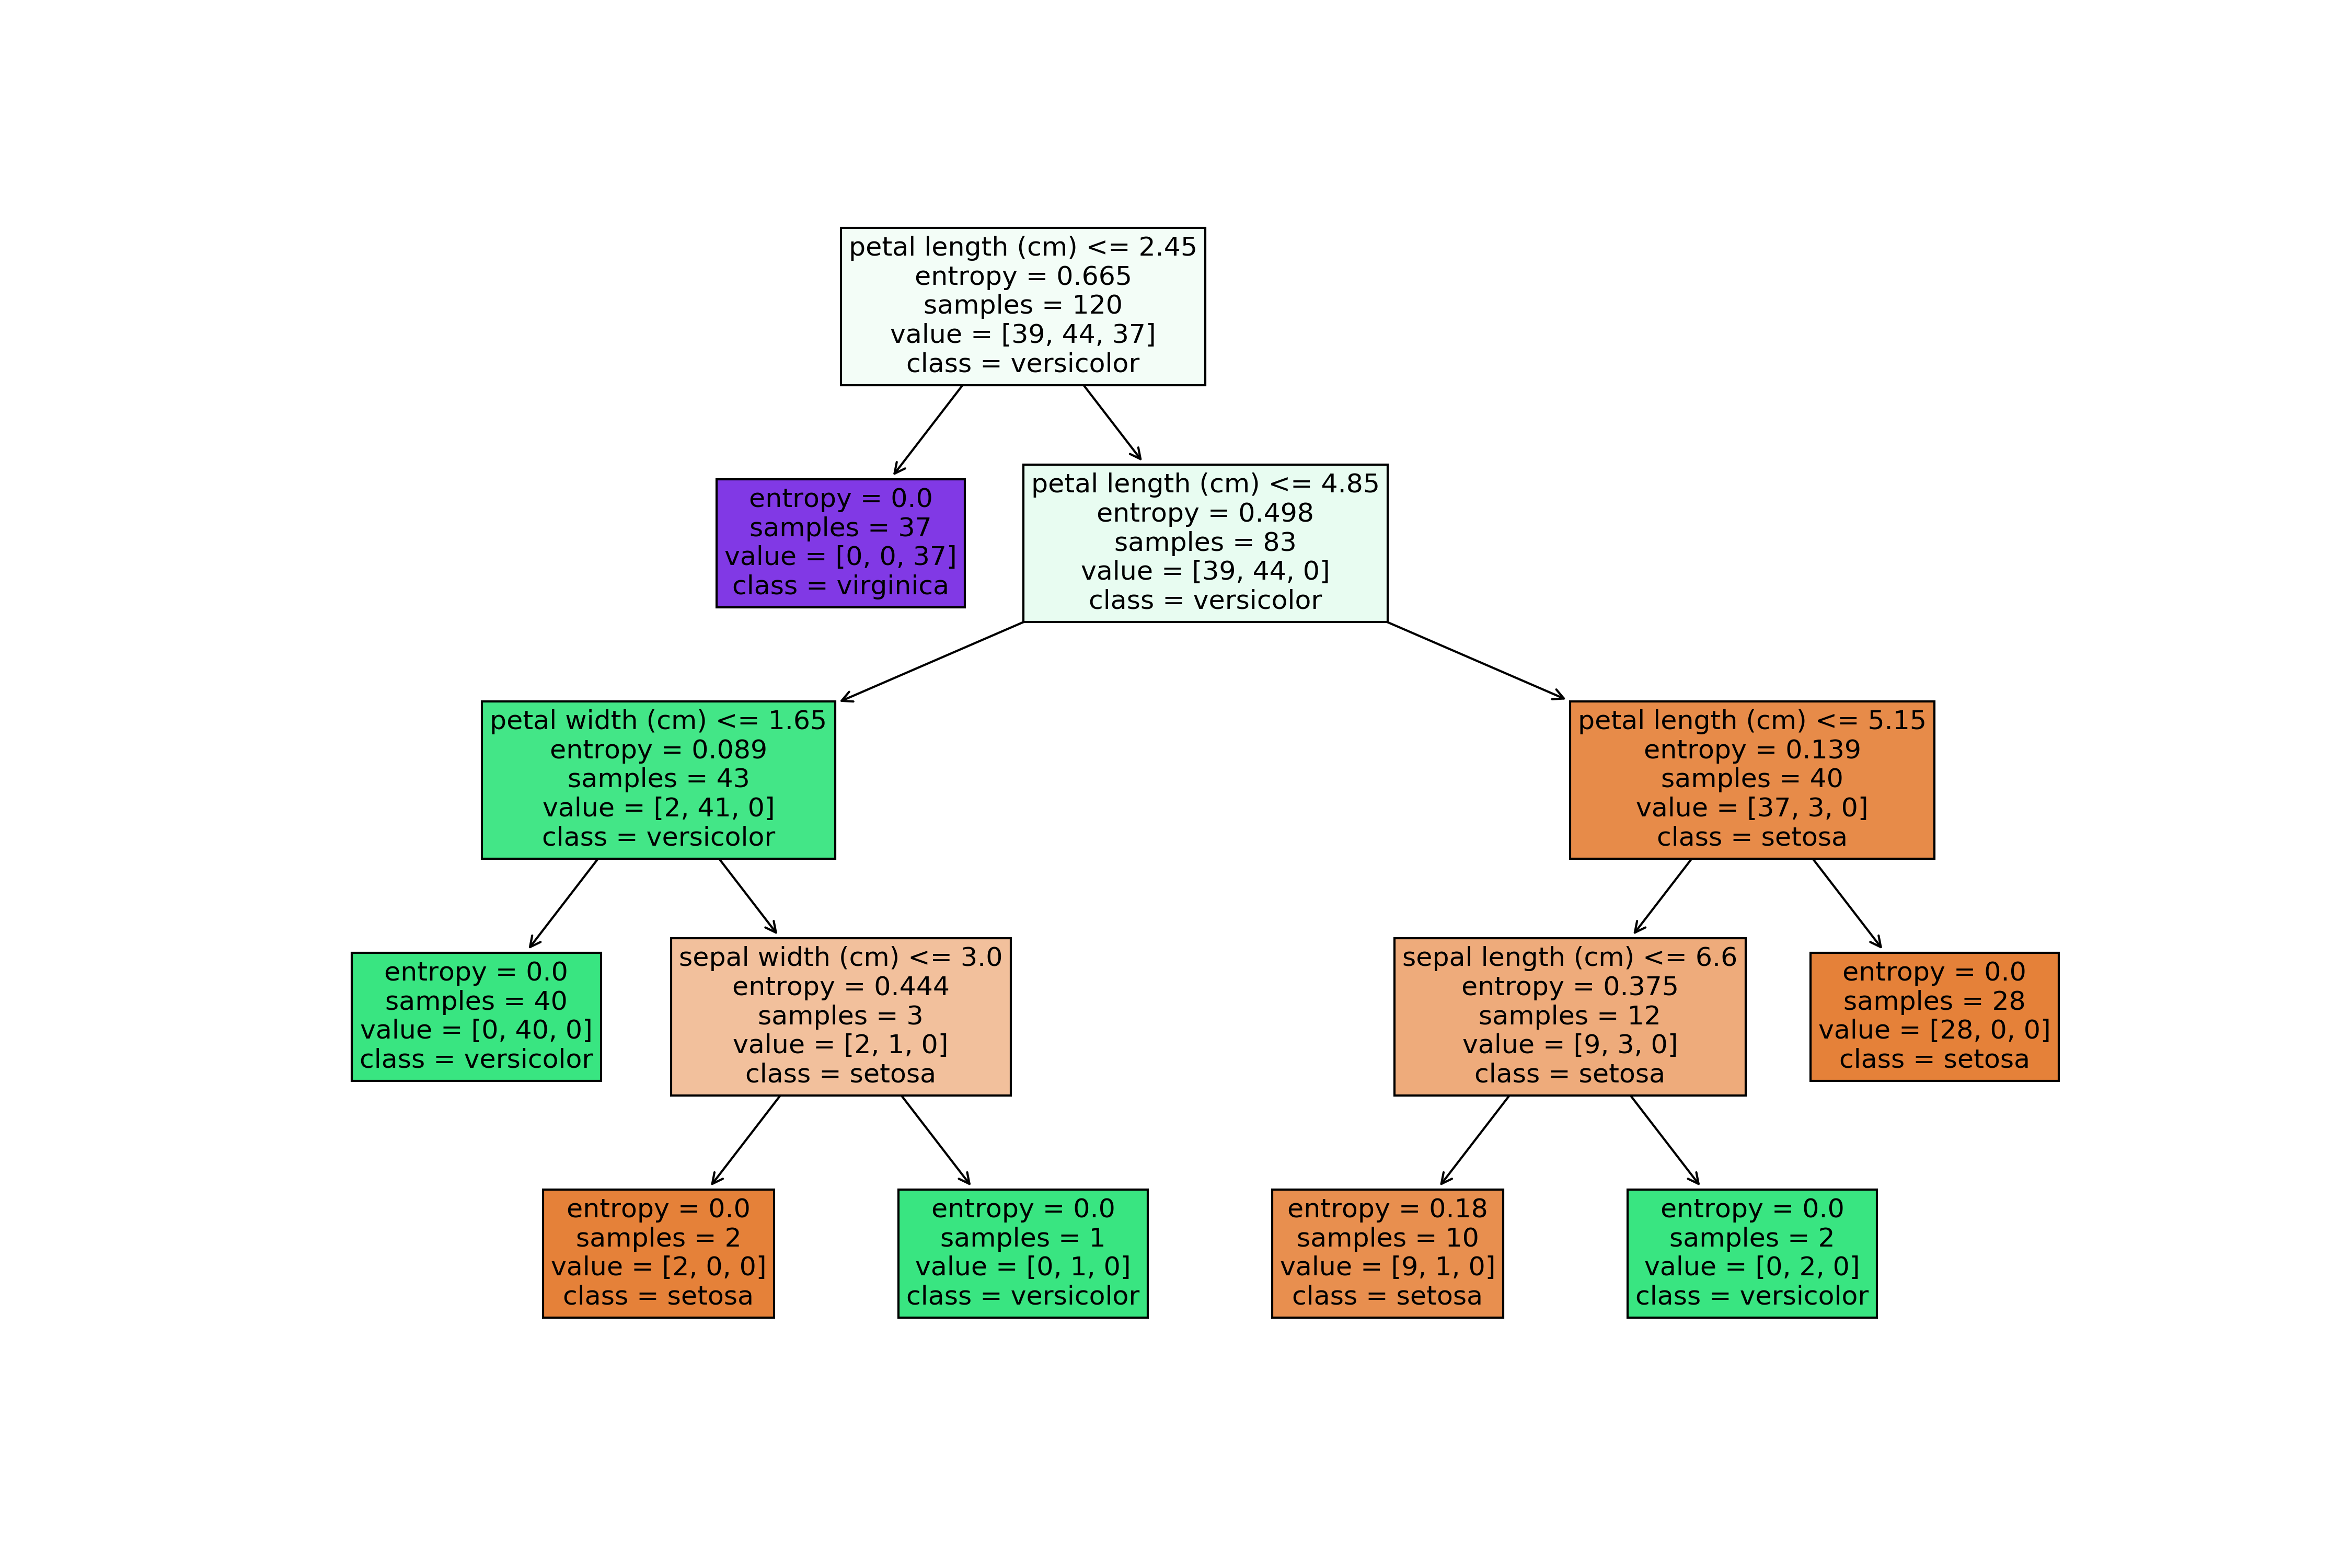 petal length (cm) <= 2.45
entropy = 0.665
samples = 120
value = [39, 44, 37]
class = versicolor
entropy = 0.0
samples = 37
value = [0, 0, 37]
class = virginica
petal length (cm) <= 4.85
entropy = 0.498
samples = 83
value = [39, 44, 0]
class = versicolor
petal width (cm) <= 1.65
entropy = 0.089
samples = 43
value = [2, 41, 0]
class = versicolor
petal length (cm) <= 5.15
entropy = 0.139
samples = 40
value = [37, 3, 0]
class = setosa
entropy = 0.0
samples = 40
value = [0, 40, 0]
class = versicolor
sepal width (cm) <= 3.0
entropy = 0.444
samples = 3
value = [2, 1, 0]
class = setosa
sepal length (cm) <= 6.6
entropy = 0.375
samples = 12
value = [9, 3, 0]
class = setosa
entropy = 0.0
samples = 28
value = [28, 0, 0]
class = setosa
entropy = 0.0
samples = 2
value = [2, 0, 0]
class = setosa
entropy = 0.0
samples = 1
value = [0, 1, 0]
class = versicolor
entropy = 0.18
samples = 10
value = [9, 1, 0]
class = setosa
entropy = 0.0
samples = 2
value = [0, 2, 0]
class = versicolor